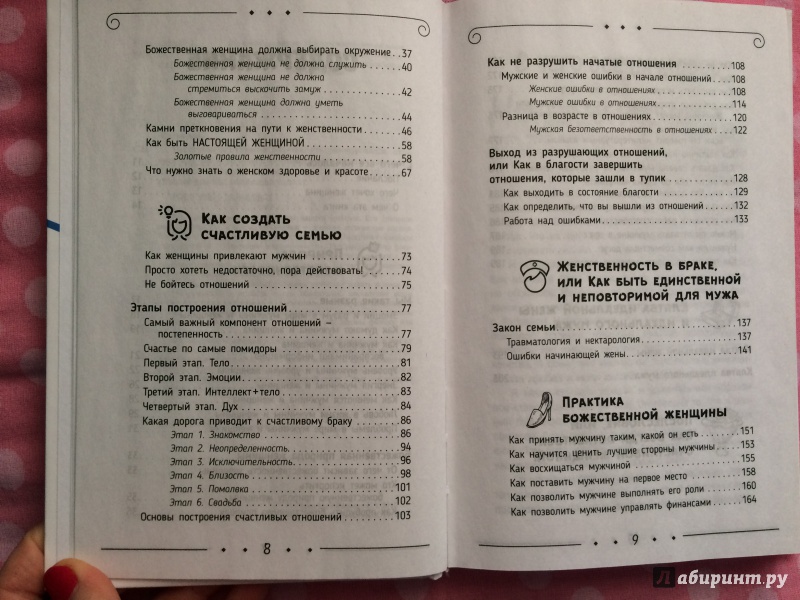 Божественная женщина должна выбирать окружение . . 37
Божественная женщина не должна служить . . . . . . . 40
Божественная женщина не должна
стремиться выскочить замуж . . . . . . . . . . . 42
Божественная женщина должна уметь
выговариваться . . . . . . . . . . . . . . . . . . . . 44
Камни преткновения на пути к женственности . . . . . . 46
Как быть НАСТОЯЩЕЙ ЖЕНЩИНОЙ . . . . . . . . . . . . . . 58
Золотые правила женственности . . . . . . . . . . . . 58
Что нужно знать о женском здоровье и красоте . . . . . 67
Как создать
счастливую семью
Как женщины привлекают мужчин . . . . . . . . . . . . . 73
Просто хотеть недостаточно, пора действовать! . . . . . 74
Не бойтесь отношений . . . . . . . . . . . . . . . . . . 75
Этапы построения отношений . . . . . . . . . . . . . . . 77
Самый важный компонент отношений –
постепенность . . . . . . . . . . . . . . . . . . . . 77
Счастье по самые помидоры . . . . . . . . . . . . . . . 79
Первый этап. Тело . . . . . . . . . . . . . . . . . . . . 81
Второй этап. Эмоции . . . . . . . . . . . . . . . . . . . 82
Третий этап. Интеллект+тело . . . . . . . . . . . . . . 83
Четвертый этап. Дух . . . . . . . . . . . . . . . . . . . 84
Какая дорога приводит к счастливому браку . . . . . . . 86
Этап 1. Знакомство . . . . . . . . . . . . . . . . . . 86
Этап 2. Неопределенность. . . . . . . . . . . . . . . 94
Этап 3. Исключительность. . . . . . . . . . . . . . . 96
Этап 4. Близость . . . . . . . . . . . . . . . . . . . 98
Этап 5. Помолвка . . . . . . . . . . . . . . . . . . . 101
Этап 6. Свадьба . . . . . . . . . . . . . . . . . . . 102
Основы построения счастливых отношений . . . . . . . . 103
8
Как не разрушить начатые отношения . . . . . . . . . . 108
Мужские и женские ошибки в начале отношений . . . . . 108
Женские ошибки в отношениях . . . . . . . . . . . . . 108
Мужские ошибки в отношениях . . . . . . . . . . . . . 114
Разница в возрасте в отношениях . . . . . . . . . . . . 120
Мужская безответственность в отношениях . . . . . . 122
Выход из разрушающих отношений,
или Как в благости завершить
отношения, которые зашли в тупик . . . . . . . . . . . 128
Как выходить в состояние благости . . . . . . . . . . . 129
Как определить, что вы вышли из отношений . . . . . . 132
Работа над ошибками . . . . . . . . . . . . . . . . . . . 133
Женственность в браке,
или Как быть единственной
и неповторимой для мужа
Закон семьи . . . . . . . . . . . . . . . . . . . . . . . . 137
Травматология и нектарология . . . . . . . . . . . . . . 137
Ошибки начинающей жены . . . . . . . . . . . . . . . . . 141
Практика
божественной женщины
Как принять мужчину таким, какой он есть . . . . . . . 151
Как научится ценить лучшие стороны мужчины . . . . . . 153
Как восхищаться мужчиной . . . . . . . . . . . . . . . . 155
Как поставить мужчину на первое место . . . . . . . . . 158
Как позволить мужчине выполнять его роли . . . . . . . 160
Как позволить мужчине управлять финансами . . . . . . 164
9
Лабиринт.ру